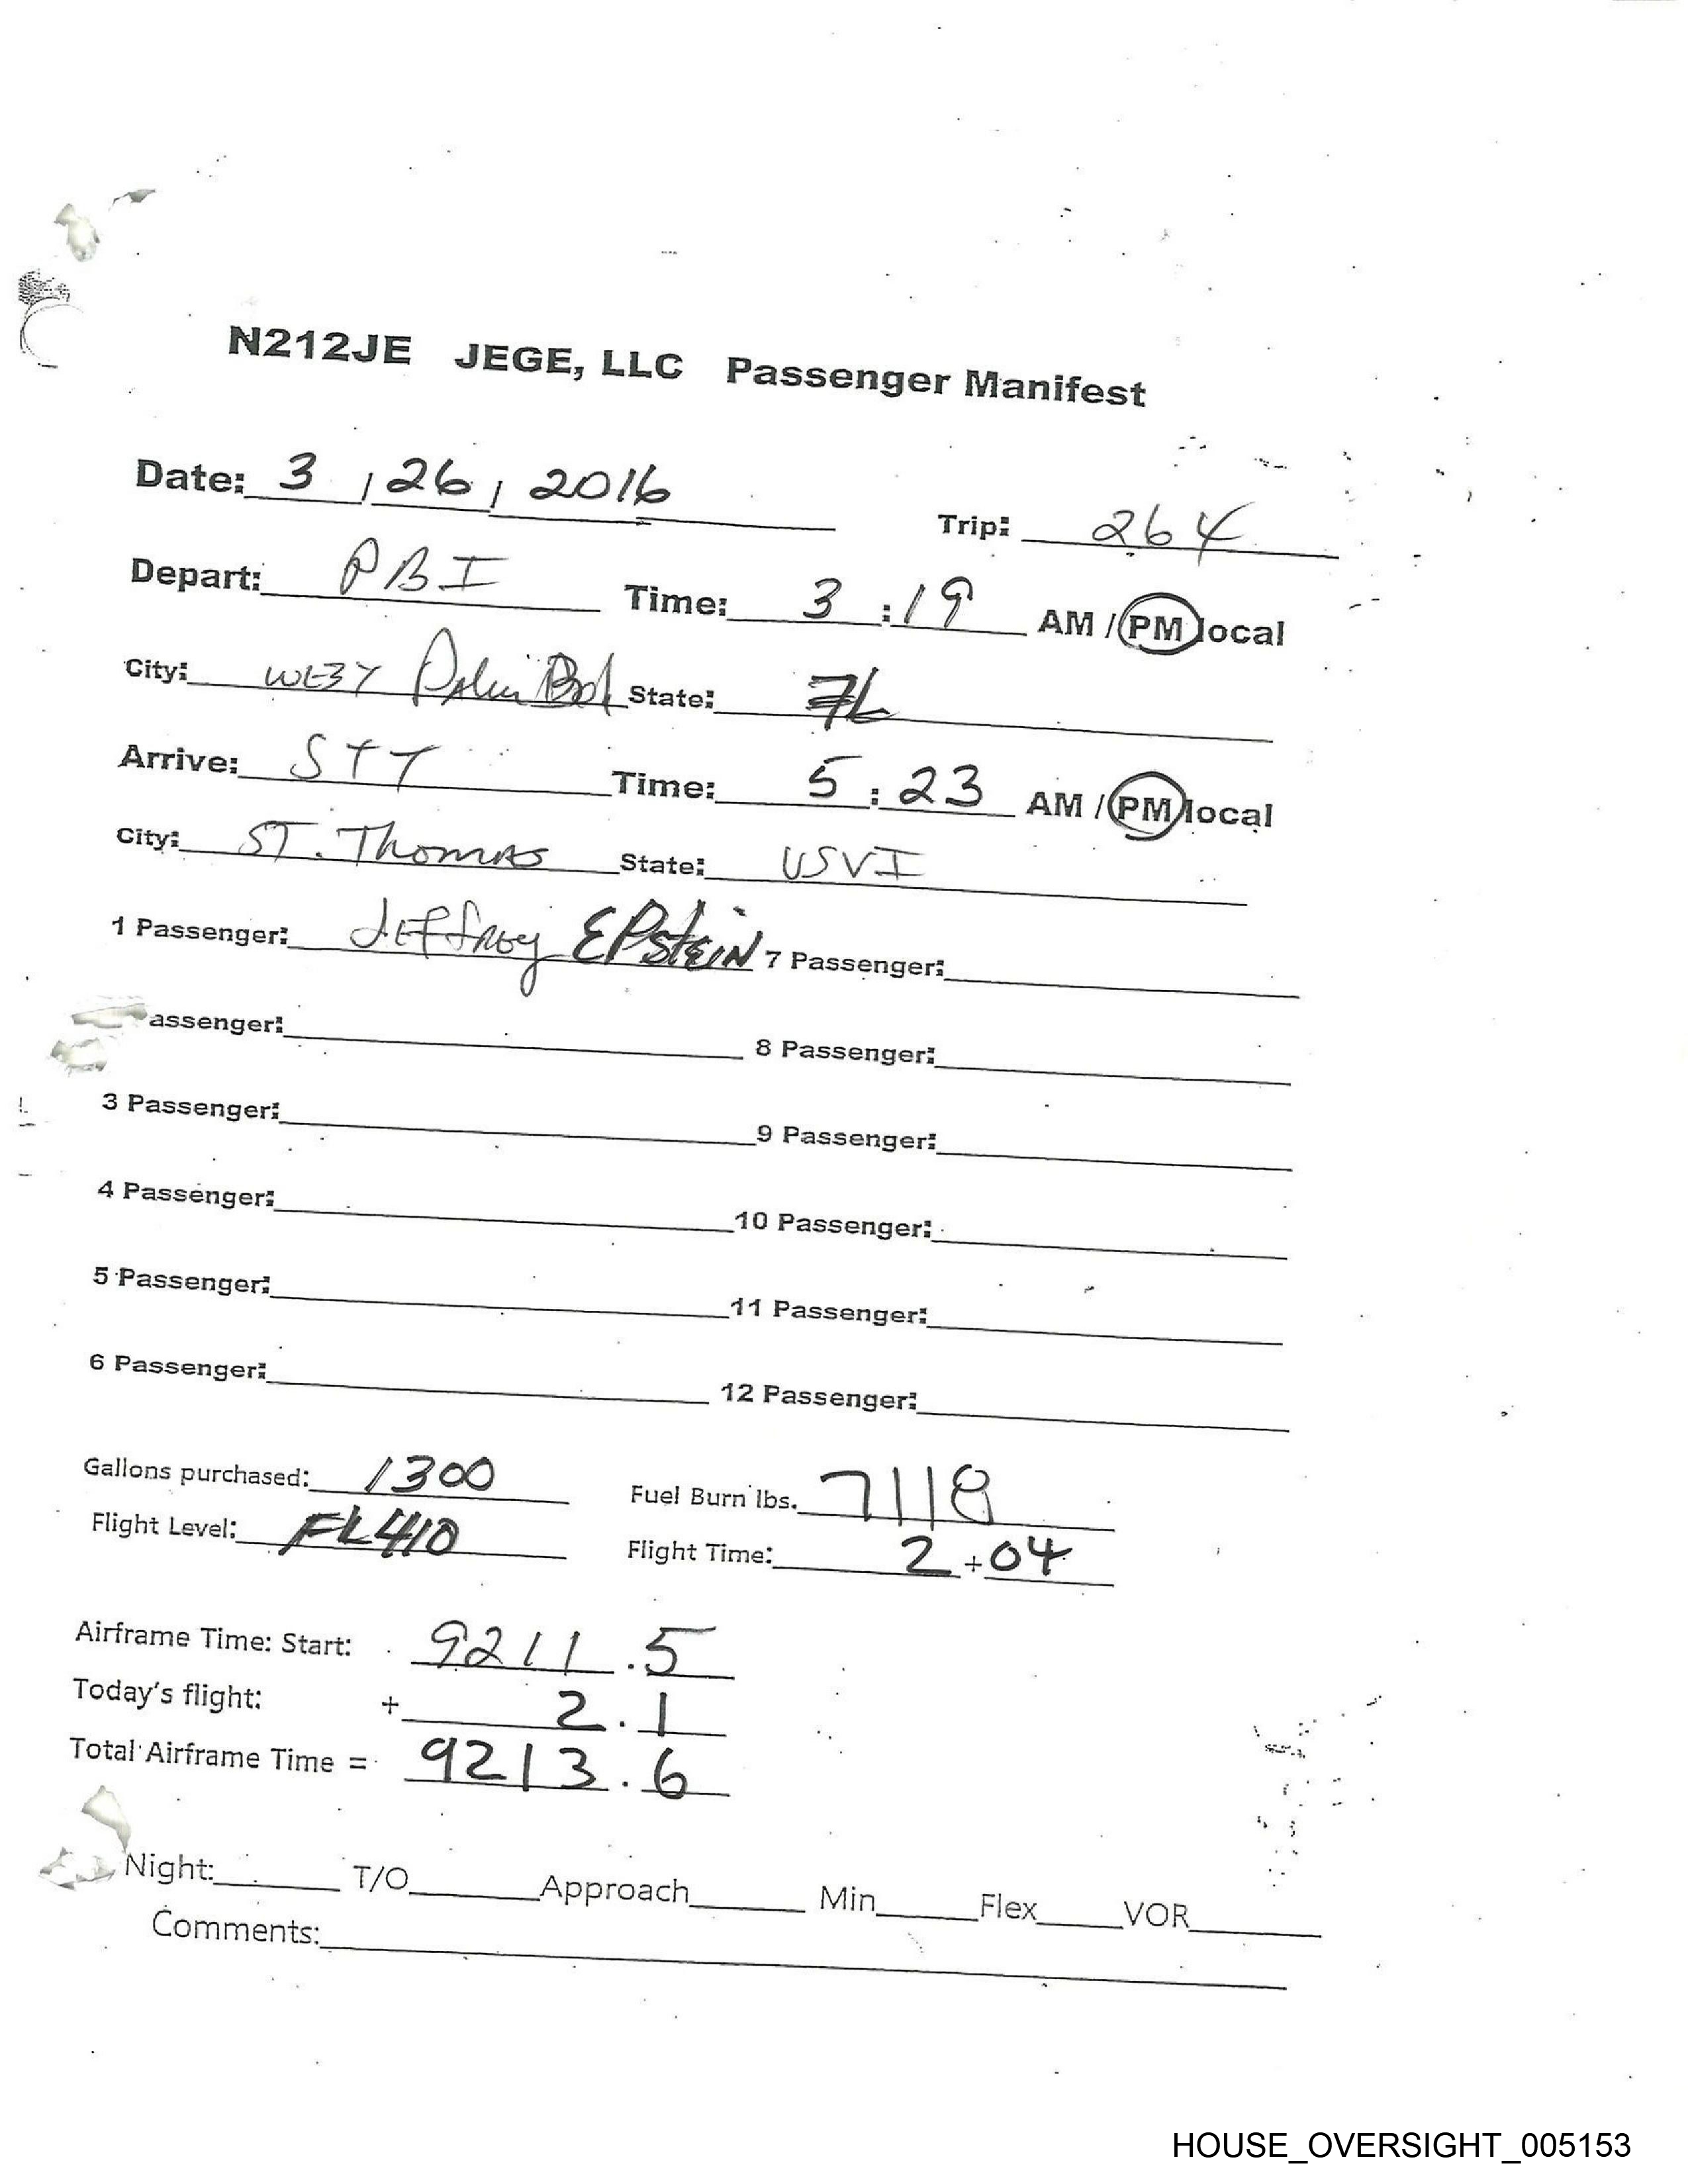 N212JE JEGE, LLC Passenger Manifest
Date: 3 / 26 / 2016 Trip: 264
Depart: PBI Time: 3 : 19 AM / PM local
City: WEST Palm Bch State: FL
Arrive: STT Time: 5 : 23 AM / PM local
City: ST. Thomas State: USVI
1 Passenger: Jeffrey EPstEIN 7 Passenger:
assenger: 8 Passenger:
3 Passenger: 9 Passenger:
4 Passenger: 10 Passenger:
5 Passenger: 11 Passenger:
6 Passenger: 12 Passenger:
Gallons purchased: 1300 Fuel Burn lbs. 7118
Flight Level: FL410 Flight Time: 2 + 04
Airframe Time: Start: 9211 . 5
Today's flight: + 2 . 1
Total Airframe Time = 9213 . 6
Night: T/O Approach Min Flex VOR
Comments:
HOUSE_OVERSIGHT_005153